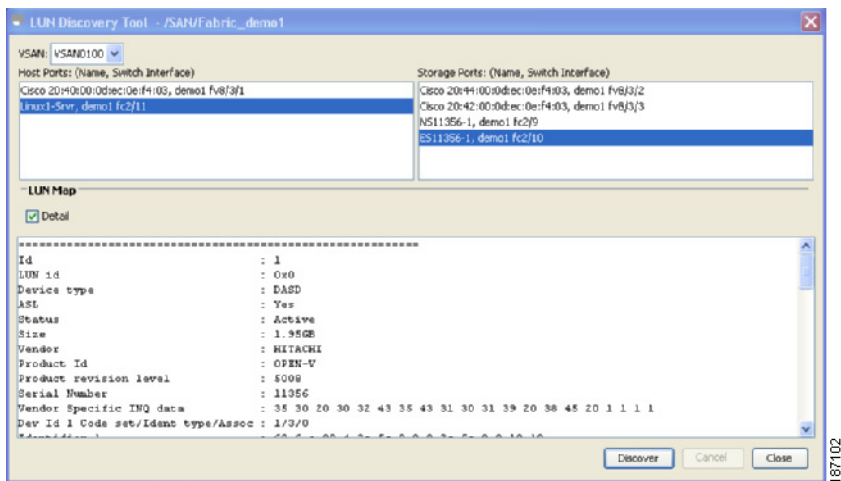 LUN Discovery Tool - /SAN/Fabric_demo1
VSAN: VSAN0100
Host Ports: (Name, Switch Interface)
Cisco 20:40:00:0d:ec:0e:f4:03, demo1 fv8/3/1
Linux1-Srvr, demo1 fc2/11
Storage Ports: (Name, Switch Interface)
Cisco 20:44:00:0d:ec:0e:f4:03, demo1 fv8/3/2
Cisco 20:42:00:0d:ec:0e:f4:03, demo1 fv8/3/3
NS11356-1, demo1 fc2/9
ES11356-1, demo1 fc2/10
LUN Map
Detail
Id : 1
LUN id : 0x0
Device type : DASD
ASL : Yes
Status : Active
Size : 1.95GB
Vendor : HITACHI
Product Id : OPEN-V
Product revision level : 5008
Serial Number : 11356
Vendor Specific INQ data : 35 30 20 30 32 43 35 43 31 30 31 39 20 38 45 20 1 1 1 1
Dev Id 1 Code set/Ident type/Assoc : 1/3/0
Discover Cancel Close
187102